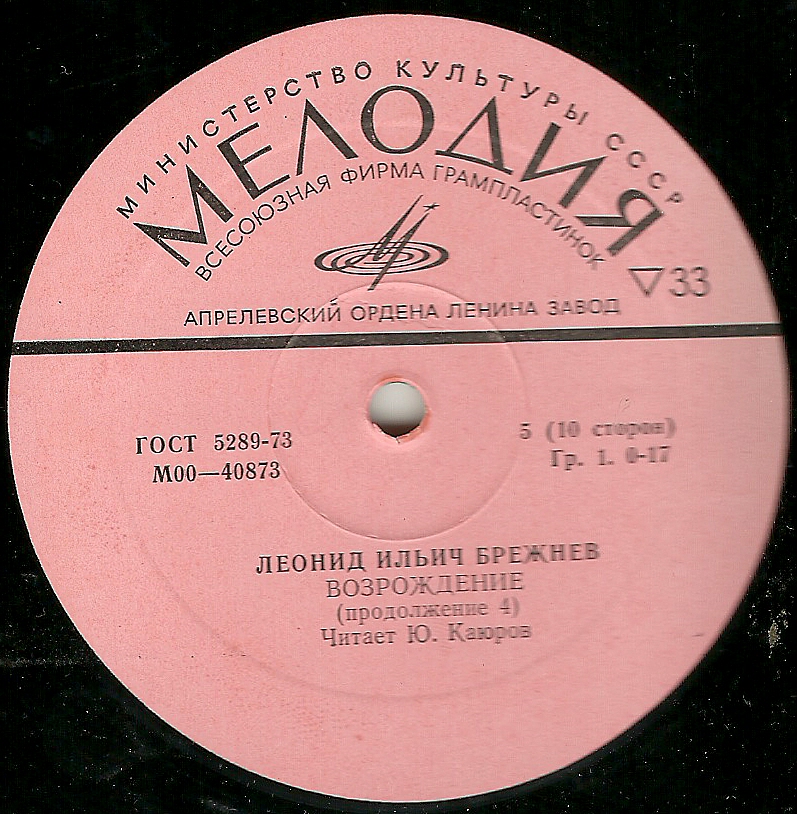 МИНИСТЕРСТВО КУЛЬТУРЫ СССР
МЕЛОДИЯ
ВСЕСОЮЗНАЯ ФИРМА ГРАМПЛАСТИНОК
▽33
АПРЕЛЕВСКИЙ ОРДЕНА ЛЕНИНА ЗАВОД
ГОСТ 5289-73
М00—40873
5 (10 сторон)
Гр. 1. 0-17
ЛЕОНИД ИЛЬИЧ БРЕЖНЕВ
ВОЗРОЖДЕНИЕ
(продолжение 4)
Читает Ю. Каюров